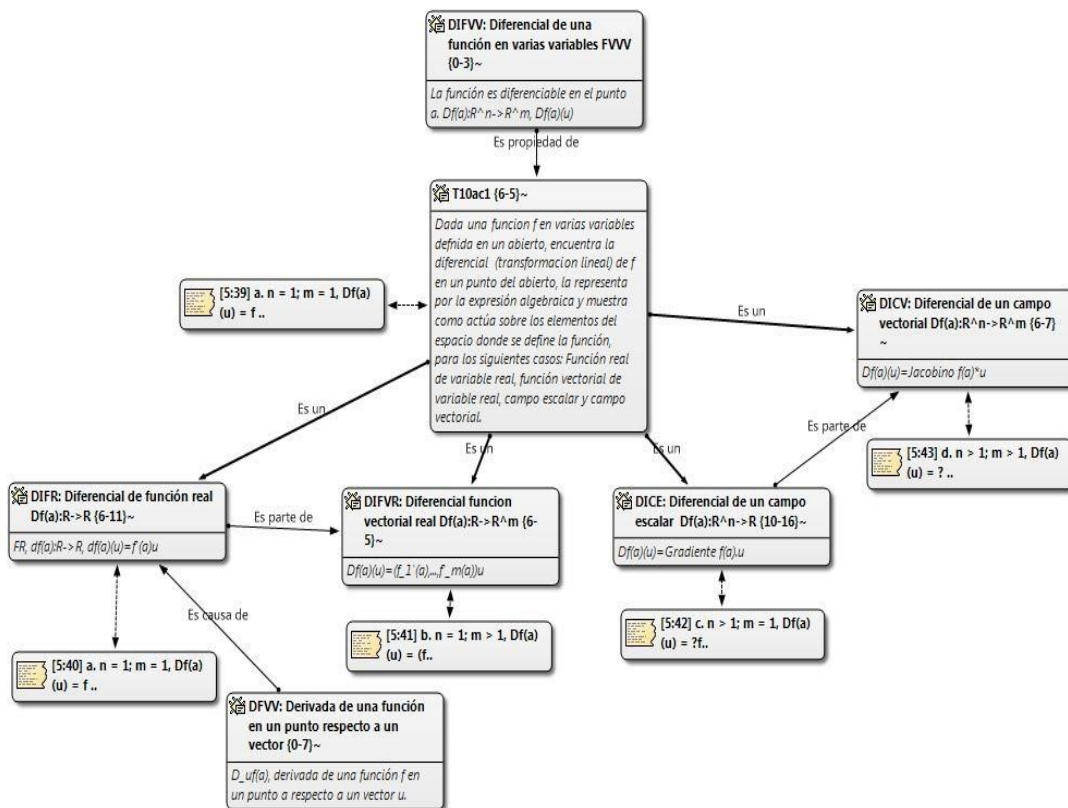 DIFVV: Diferencial de una
función en varias variables FVVV
{0-3}~
La función es diferenciable en el punto
a. Df(a):R^n->R^m, Df(a)(u)
Es propiedad de
T10ac1 {6-5}~
Dada una funcion f en varias variables
defnida en un abierto, encuentra la
diferencial (transformacion lineal) de f
en un punto del abierto, la representa
por la expresión algebraica y muestra
como actúa sobre los elementos del
espacio donde se define la función,
para los siguientes casos: Función real
de variable real, función vectorial de
variable real, campo escalar y campo
vectorial.
[5:39] a. n = 1; m = 1, Df(a)
(u) = f ..
Es un
DICV: Diferencial de un campo
vectorial Df(a):R^n->R^m {6-7}
~
Df(a)(u)=Jacobino f(a)*u
Es un
Es un
Es un
Es parte de
[5:43] d. n > 1; m > 1, Df(a)
(u) = ? ..
DIFR: Diferencial de función real
Df(a):R->R {6-11}~
FR, df(a):R->R, df(a)(u)=f'(a)u
Es parte de
DIFVR: Diferencial funcion
vectorial real Df(a):R->R^m {6-
5}~
Df(a)(u)=(f_1'(a),...,f'_m(a))u
DICE: Diferencial de un campo
escalar Df(a):R^n->R {10-16}~
Df(a)(u)=Gradiente f(a).u
Es causa de
[5:41] b. n = 1; m > 1, Df(a)
(u) = (f..
[5:42] c. n > 1; m = 1, Df(a)
(u) = ?f..
[5:40] a. n = 1; m = 1, Df(a)
(u) = f ..
DFVV: Derivada de una función
en un punto respecto a un
vector {0-7}~
D_uf(a), derivada de una función f en
un punto a respecto a un vector u.